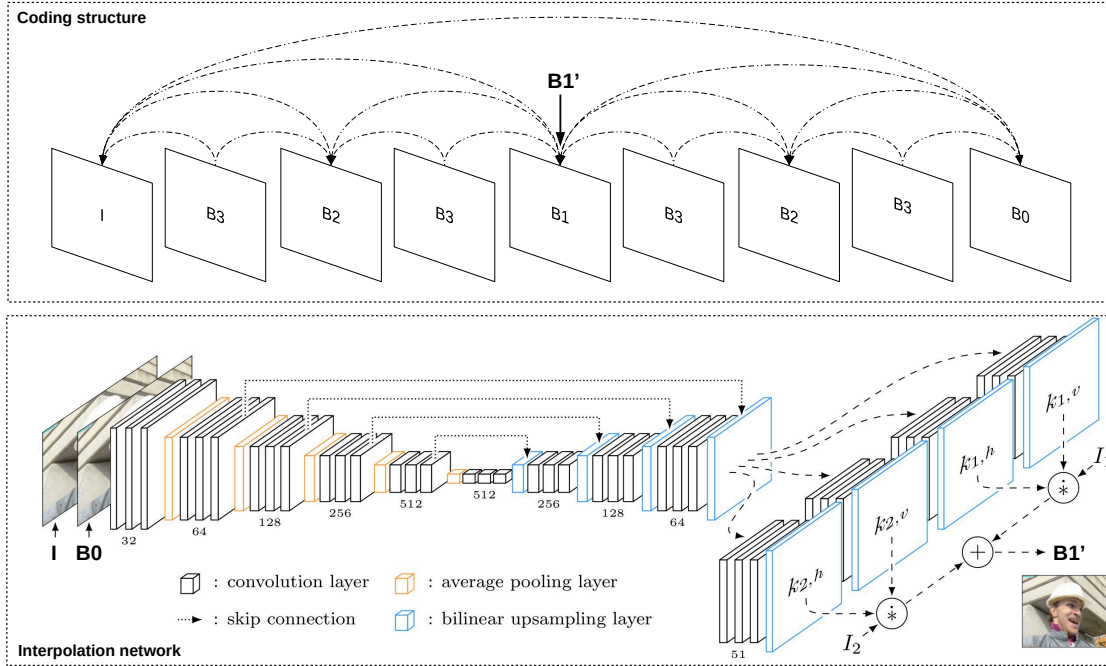 Coding structure
B1’
I
B3
B2
B3
B1
B3
B2
B3
B0
I
B0
32
64
128
256
512
512
256
128
64
51
k1,v
k1,h
k2,v
k2,h
I
I2
*
*
+
B1’
: convolution layer
: average pooling layer
: skip connection
: bilinear upsampling layer
Interpolation network